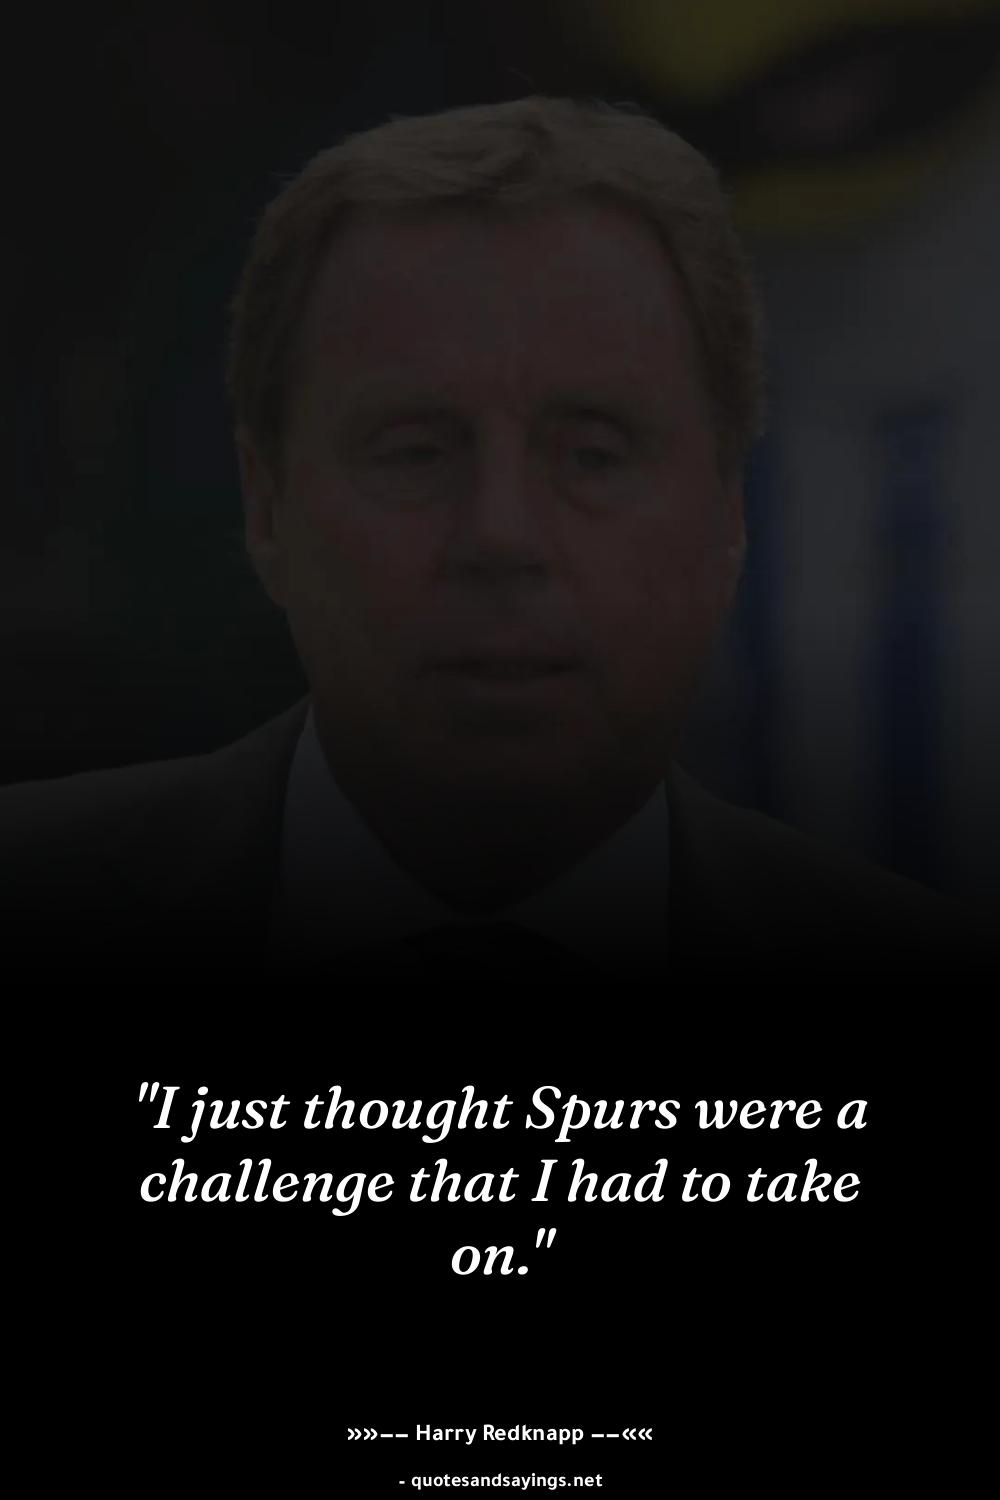 "I just thought Spurs were a
challenge that I had to take
on."
»»–– Harry Redknapp ––««
- quotesandsayings.net